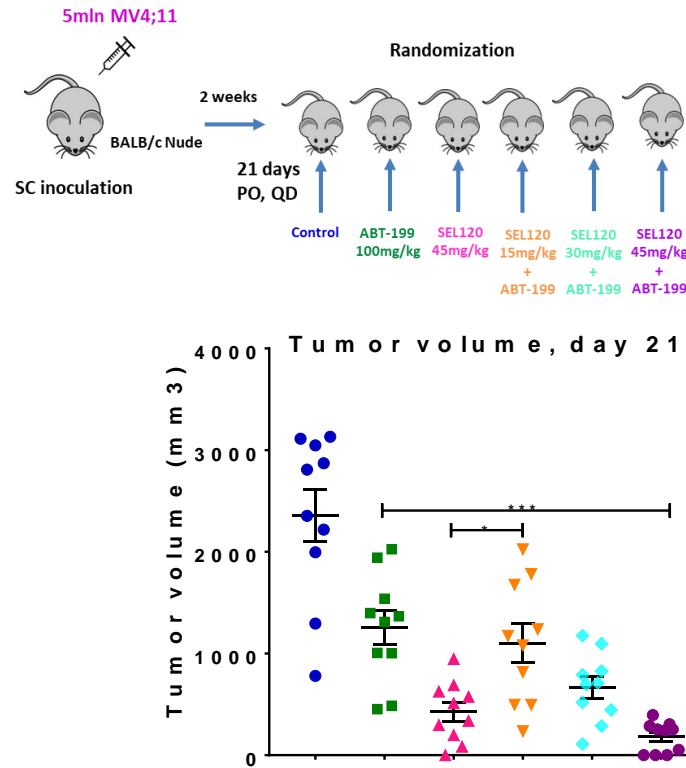 5mln MV4;11
Randomization
2 weeks
BALB/c Nude
SC inoculation
21 days
PO, QD
Control
ABT-199
100mg/kg
SEL120
45mg/kg
SEL120
15mg/kg
+
ABT-199
SEL120
30mg/kg
+
ABT-199
SEL120
45mg/kg
+
ABT-199
Tumor volume, day 21
Tumor volume (mm3)
4000
3000
2000
1000
0
***
*